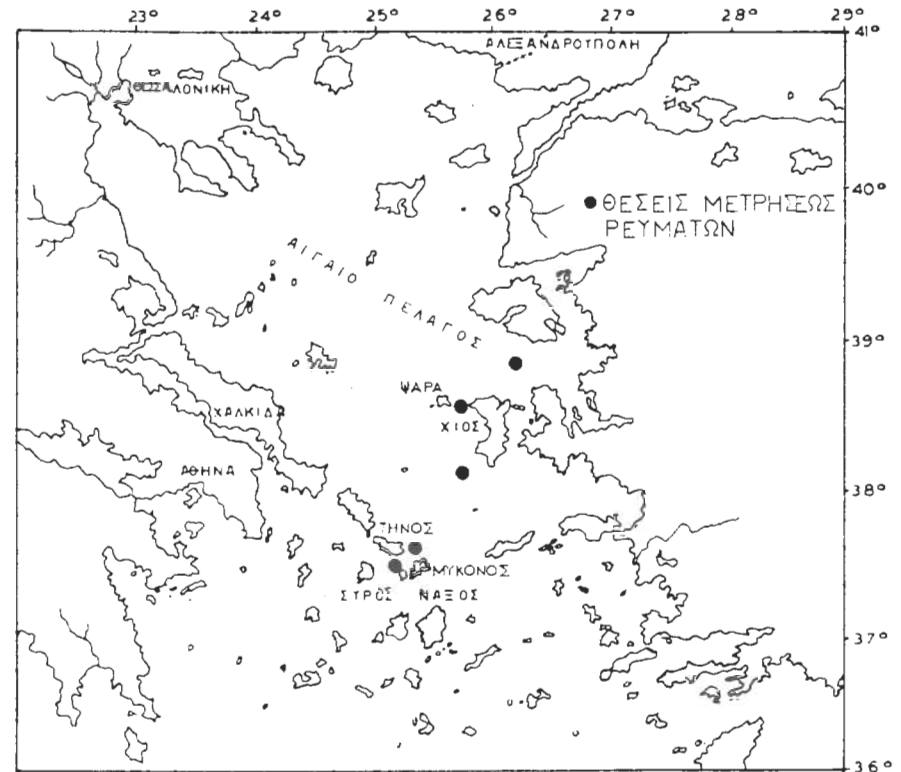 23° 24° 25° 26° 27° 28° 29°
41°
ΑΛΕΞΑΝΔΡΟΥΠΟΛΗ
ΘΕΣΣΑΛΟΝΙΚΗ
40°
ΘΕΣΕΙΣ ΜΕΤΡΗΣΕΩΣ
ΡΕΥΜΑΤΩΝ
ΑΙΓΑΙΟ ΠΕΛΑΓΟΣ
39°
ΨΑΡΑ
ΧΑΛΚΙΔΑ
ΧΙΟΣ
ΑΘΗΝΑ
38°
ΤΗΝΟΣ
ΜΥΚΟΝΟΣ
ΣΥΡΟΣ ΝΑΞΟΣ
37°
36°